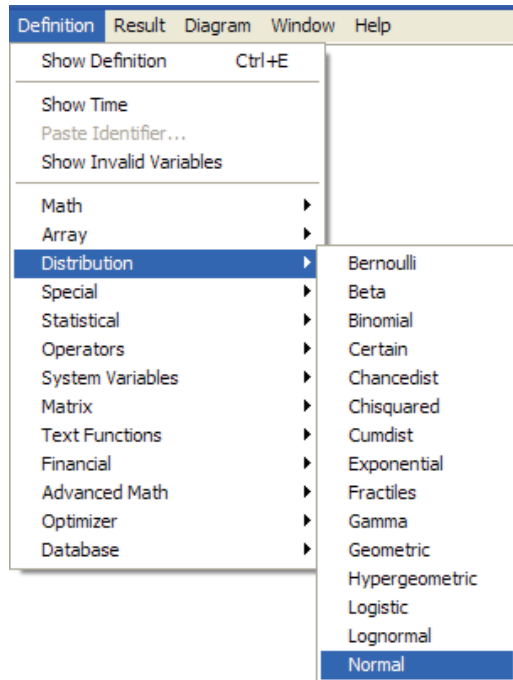 Definition Result Diagram Window Help
Show Definition Ctrl+E
Show Time
Paste Identifier...
Show Invalid Variables
Math
Array
Distribution
Special
Statistical
Operators
System Variables
Matrix
Text Functions
Financial
Advanced Math
Optimizer
Database
Bernoulli
Beta
Binomial
Certain
Chancedist
Chisquared
Cumdist
Exponential
Fractiles
Gamma
Geometric
Hypergeometric
Logistic
Lognormal
Normal